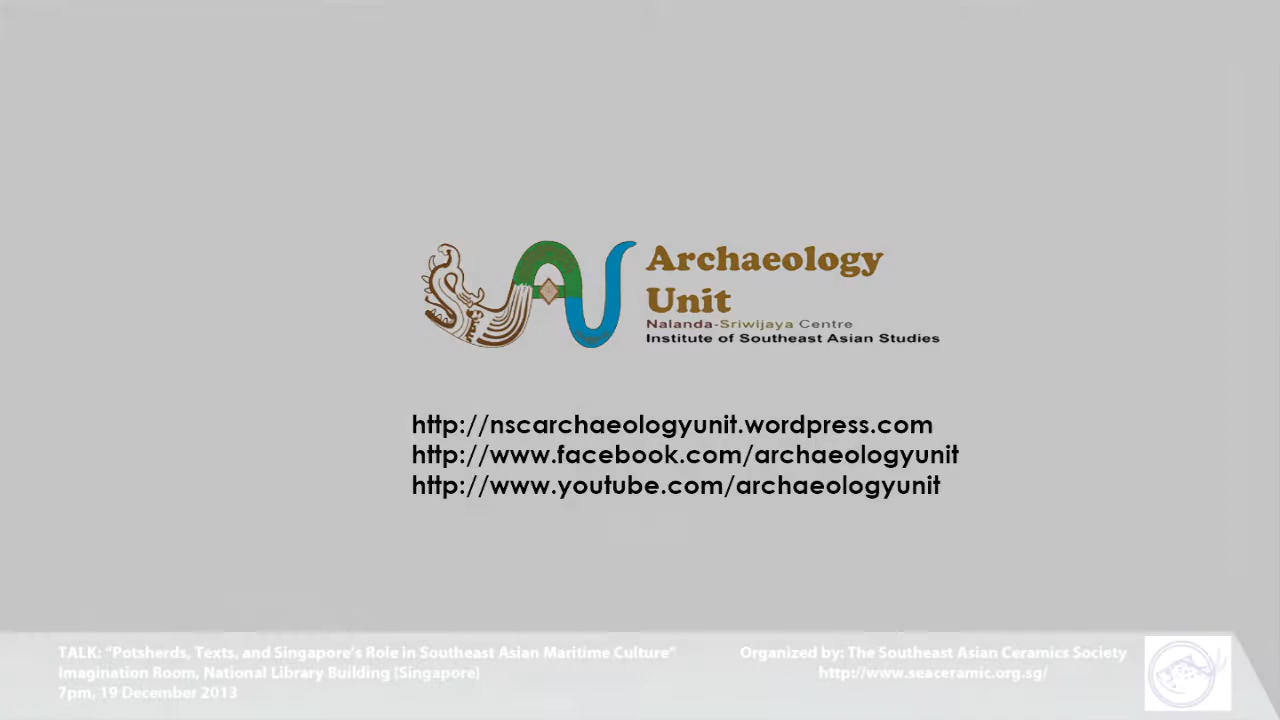 Archaeology
Unit
Nalanda-Sriwijaya Centre
Institute of Southeast Asian Studies
http://nscarchaeologyunit.wordpress.com
http://www.facebook.com/archaeologyunit
http://www.youtube.com/archaeologyunit
TALK: "Potsherds, Texts, and Singapore's Role in Southeast Asian Maritime Culture"
Imagination Room, National Library Building (Singapore)
7pm, 19 December 2013
Organized by: The Southeast Asian Ceramics Society
http://www.seaceramic.org.sg/